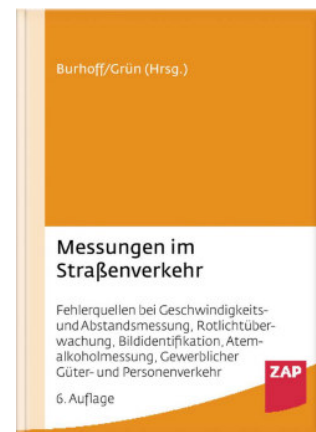 Burhoff/Grün (Hrsg.)
Messungen im
Straßenverkehr
Fehlerquellen bei Geschwindigkeits-
und Abstandsmessung, Rotlichtüber-
wachung, Bildidentifikation, Atem-
alkoholmessung, Gewerblicher
Güter- und Personenverkehr
ZAP
6. Auflage